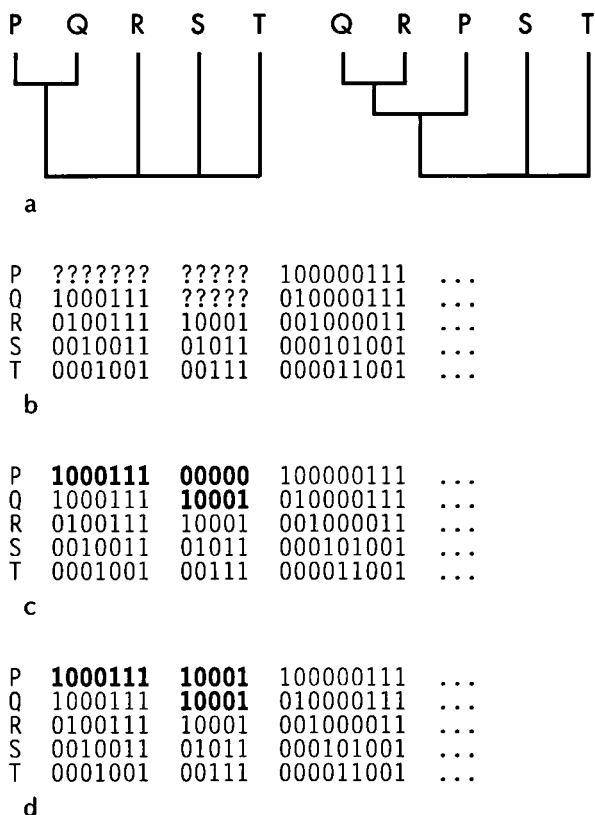 P Q R S T Q R P S T
a
P ??????? ????? 100000111 ...
Q 1000111 ????? 010000111 ...
R 0100111 10001 001000011 ...
S 0010011 01011 000101001 ...
T 0001001 00111 000011001 ...
b
P 1000111 00000 100000111 ...
Q 1000111 10001 010000111 ...
R 0100111 10001 001000011 ...
S 0010011 01011 000101001 ...
T 0001001 00111 000011001 ...
c
P 1000111 10001 100000111 ...
Q 1000111 10001 010000111 ...
R 0100111 10001 001000011 ...
S 0010011 01011 000101001 ...
T 0001001 00111 000011001 ...
d